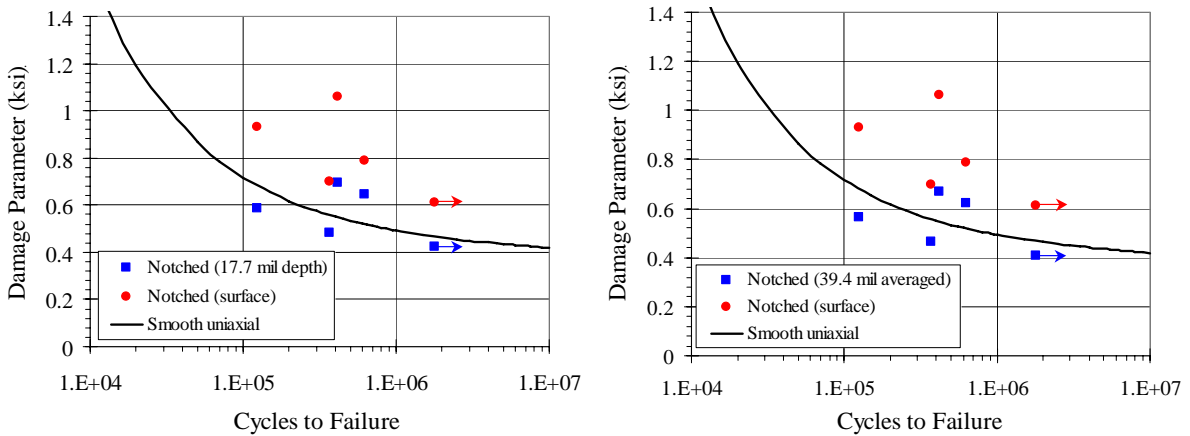 1.4
1.2
1
0.8
0.6
0.4
0.2
0
Damage Parameter (ksi)
Notched (17.7 mil depth)
Notched (surface)
Smooth uniaxial
1.E+04
1.E+05
1.E+06
1.E+07
Cycles to Failure
1.4
1.2
1
0.8
0.6
0.4
0.2
0
Damage Parameter (ksi)
Notched (39.4 mil averaged)
Notched (surface)
Smooth uniaxial
1.E+04
1.E+05
1.E+06
1.E+07
Cycles to Failure